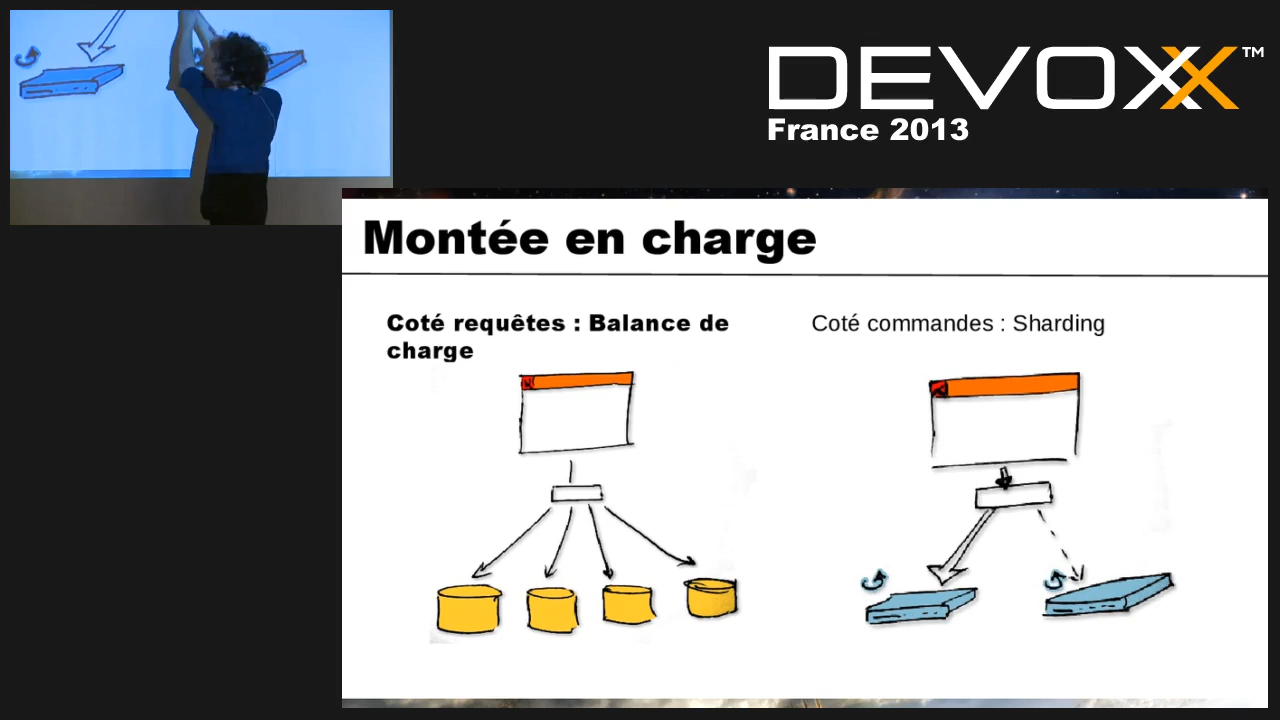 DEVOXX™
France 2013
Montée en charge
Coté requêtes : Balance de
charge
Coté commandes : Sharding